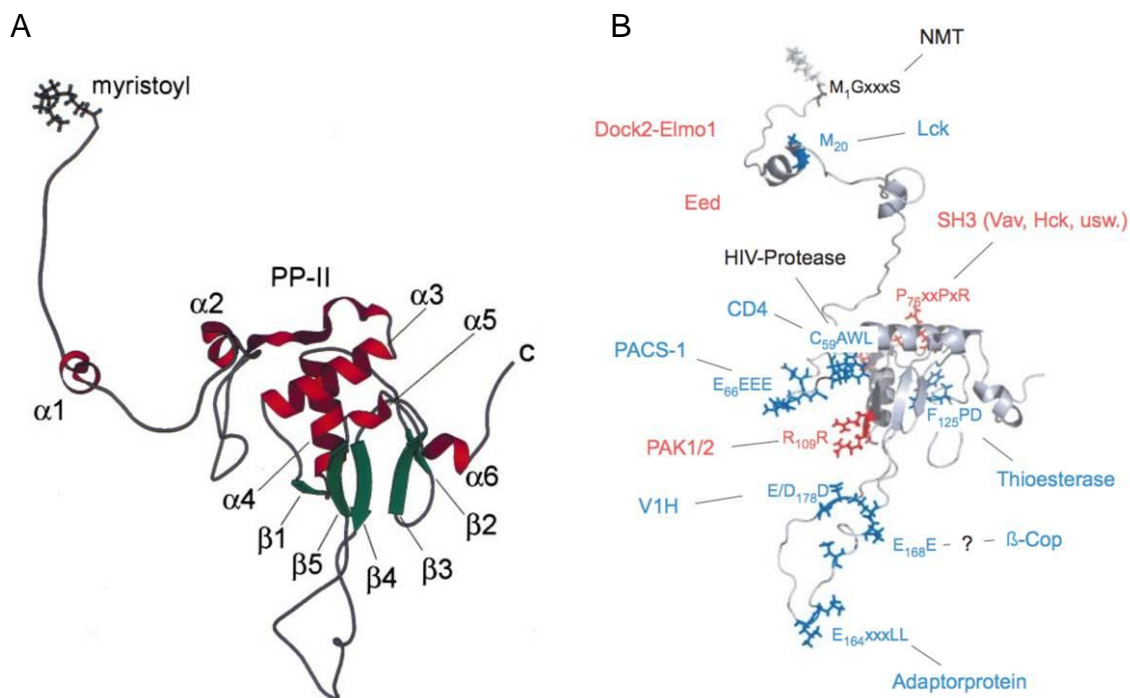 A
myristoyl
PP-II
α2
α3
α5
C
α1
α4
α6
β1
β2
β5
β4
β3
B
NMT
M₁GxxxS
Dock2-Elmo1
M₂₀
Lck
Eed
SH3 (Vav, Hck, usw.)
HIV-Protease
P₇₆xxPxR
CD4
C₅₉AWL
PACS-1
E₆₆EEE
F₁₂₅PD
PAK1/2
R₁₀₉R
Thioesterase
V1H
E/D₁₇₈D
E₁₆₈E - ? - ß-Cop
E₁₆₄xxxLL
Adaptorprotein